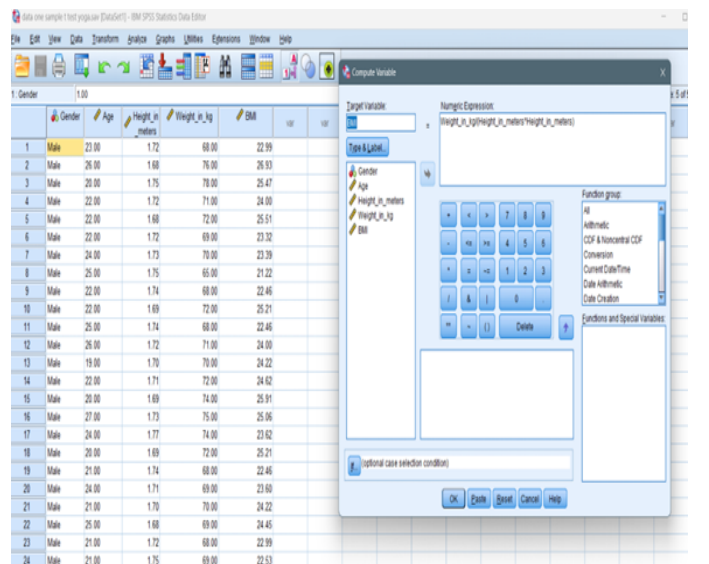 data one sample t test yoga.sav [DataSet1] - IBM SPSS Statistics Data Editor
File Edit View Data Transform Analyze Graphs Utilities Extensions Window Help
1 : Gender 1.00
Gender Age Height_in_meters Weight_in_kg BMI var var
1 Male 23.00 1.72 68.00 22.99
2 Male 26.00 1.68 76.00 26.93
3 Male 20.00 1.75 78.00 25.47
4 Male 22.00 1.72 71.00 24.00
5 Male 22.00 1.68 72.00 25.51
6 Male 22.00 1.72 69.00 23.32
7 Male 24.00 1.73 70.00 23.39
8 Male 25.00 1.75 65.00 21.22
9 Male 22.00 1.74 68.00 22.46
10 Male 22.00 1.69 72.00 25.21
11 Male 25.00 1.74 68.00 22.46
12 Male 26.00 1.72 71.00 24.00
13 Male 19.00 1.70 70.00 24.22
14 Male 22.00 1.71 72.00 24.62
15 Male 20.00 1.69 74.00 25.91
16 Male 27.00 1.73 75.00 25.06
17 Male 24.00 1.77 74.00 23.62
18 Male 20.00 1.69 72.00 25.21
19 Male 21.00 1.74 68.00 22.46
20 Male 24.00 1.71 69.00 23.60
21 Male 21.00 1.70 70.00 24.22
22 Male 25.00 1.68 69.00 24.45
23 Male 21.00 1.72 68.00 22.99
24 Male 21.00 1.75 69.00 22.53
Compute Variable
Target Variable:
BMI
=
Numeric Expression:
Weight_in_kg/(Height_in_meters*Height_in_meters)
Type & Label...
Gender
Age
Height_in_meters
Weight_in_kg
BMI
+ < > 7 8 9
- <= >= 4 5 6
* = ~= 1 2 3
/ & | 0 .
** ~ () Delete
Function group:
All
Arithmetic
CDF & Noncentral CDF
Conversion
Current Date/Time
Date Arithmetic
Date Creation
Functions and Special Variables:
If... (optional case selection condition)
OK Paste Reset Cancel Help